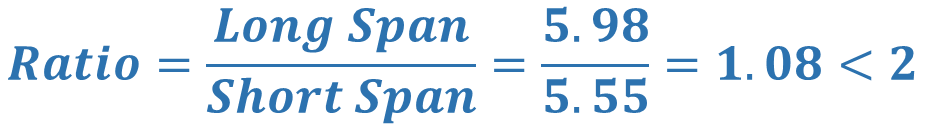 Ratio = Long Span / Short Span = 5.98 / 5.55 = 1.08 < 2